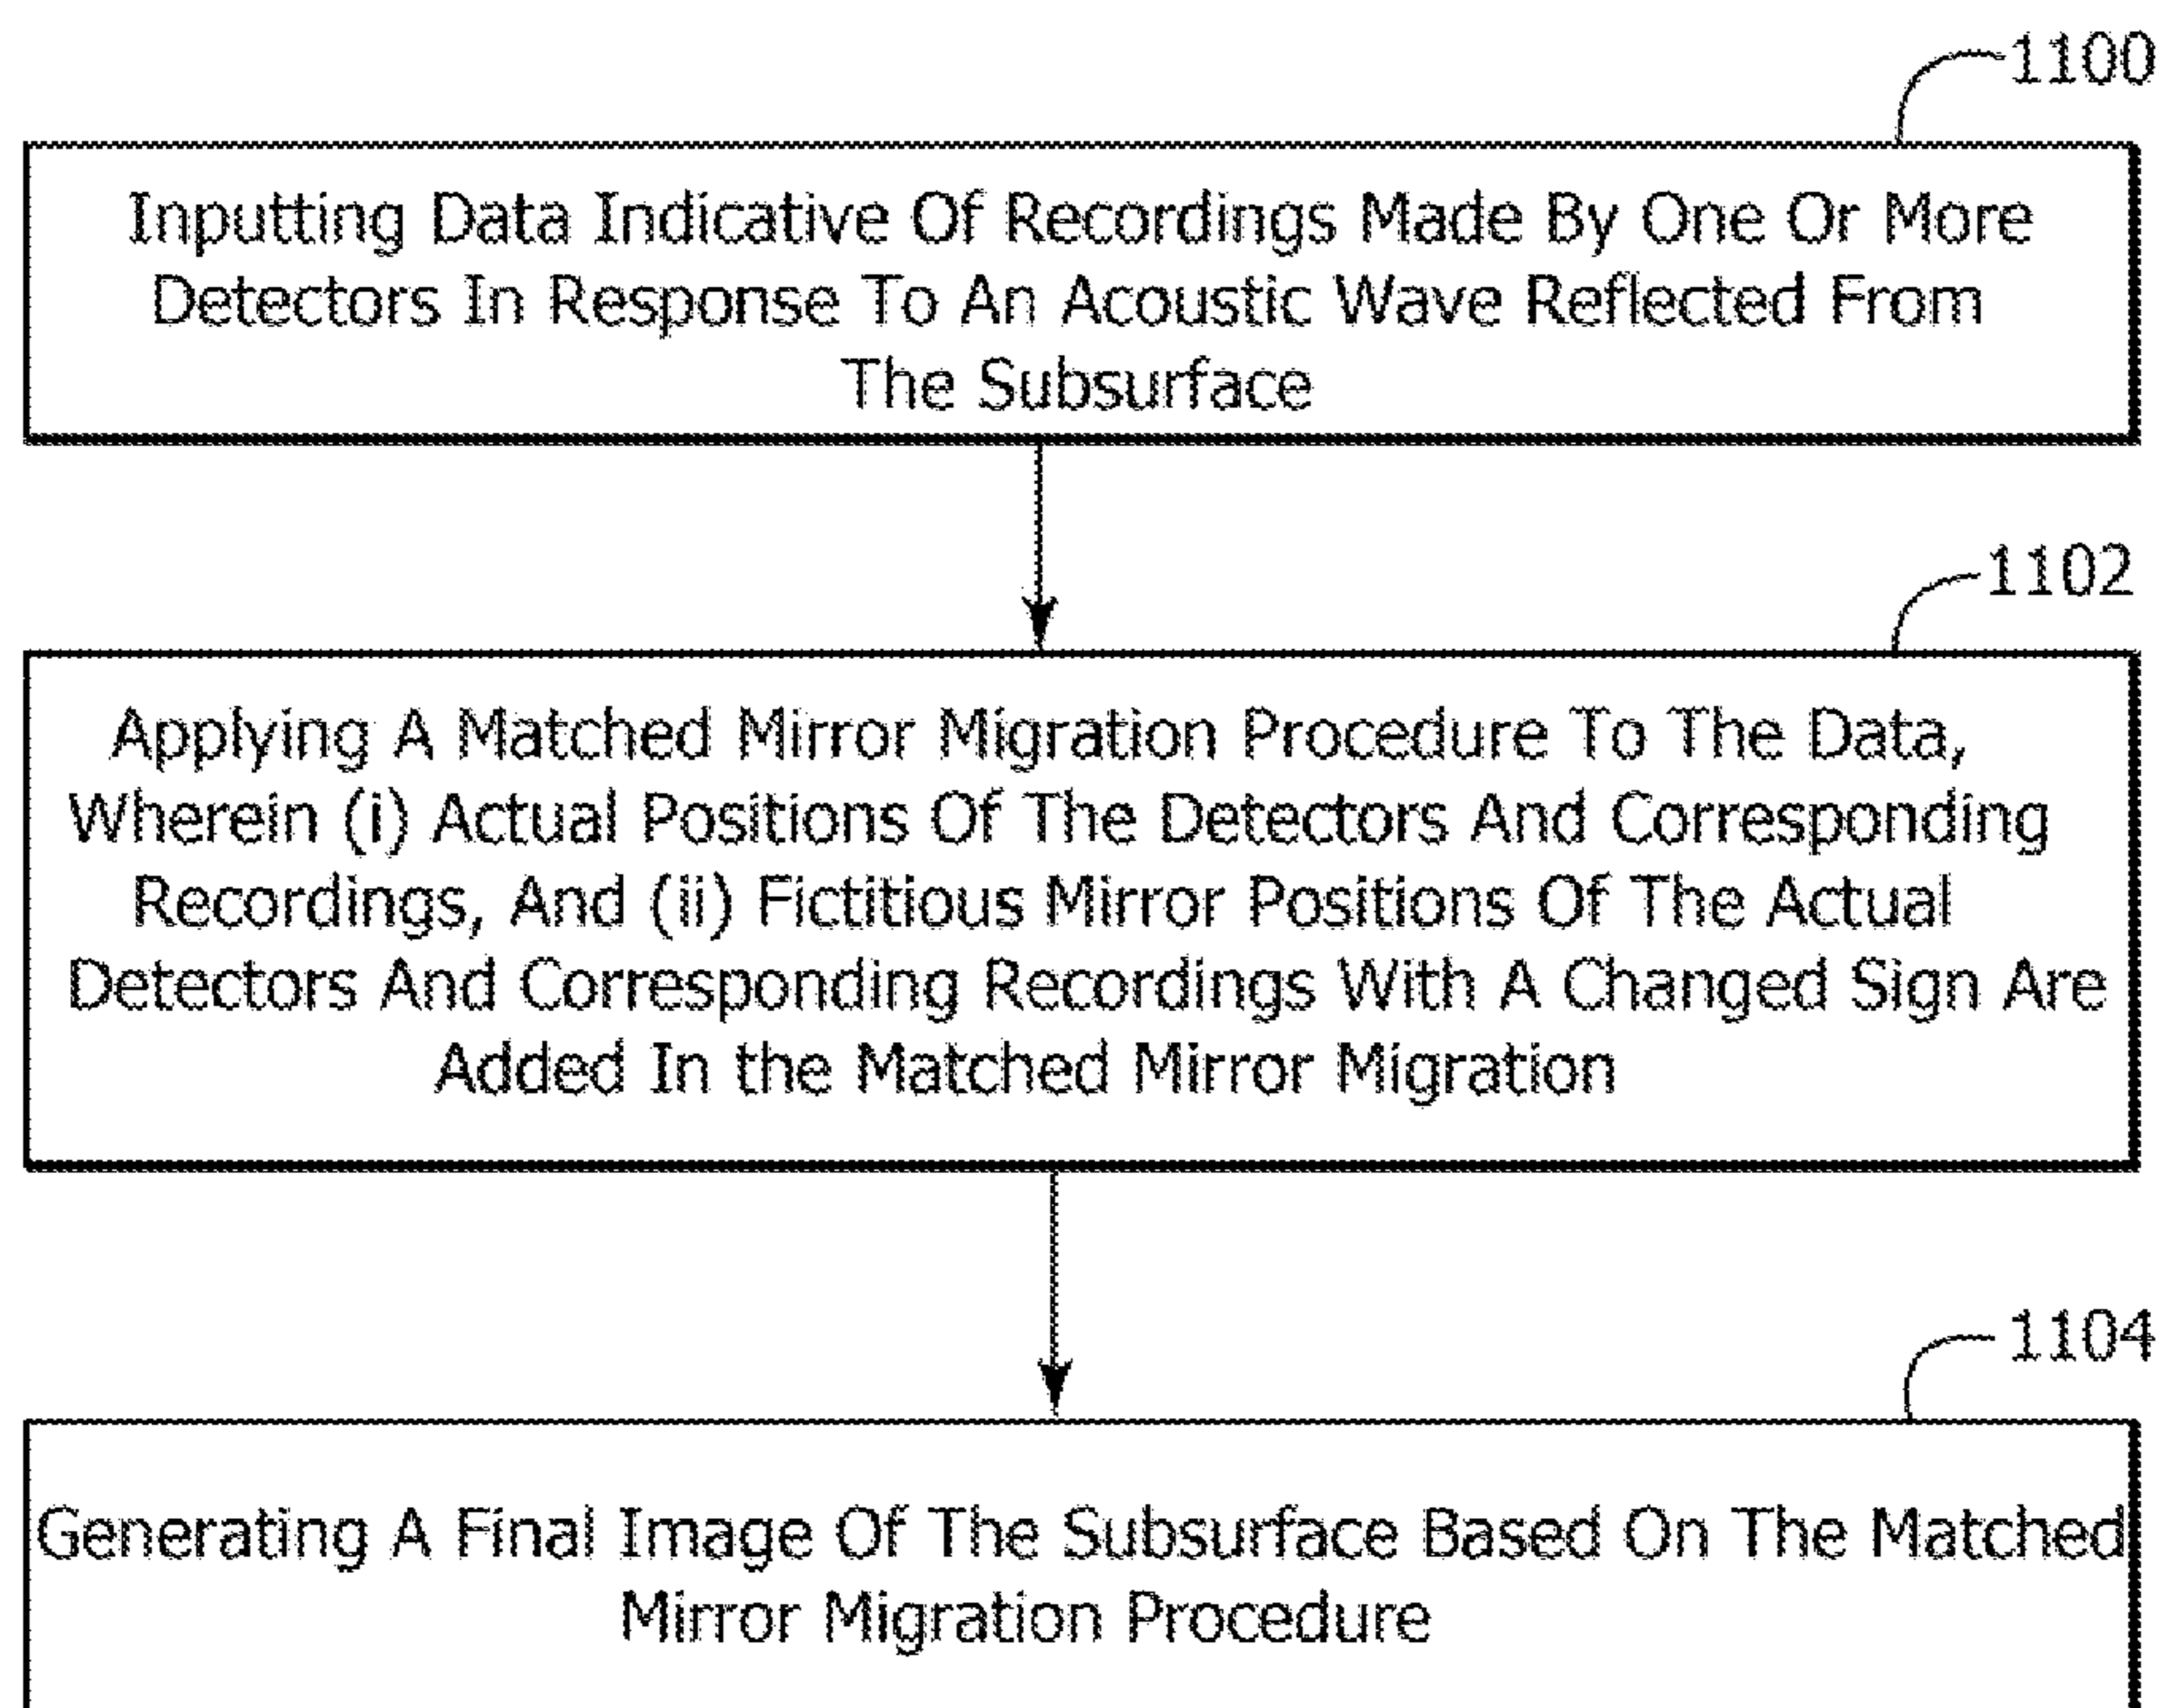 1100
Inputting Data Indicative Of Recordings Made By One Or More
Detectors In Response To An Acoustic Wave Reflected From
The Subsurface
1102
Applying A Matched Mirror Migration Procedure To The Data,
Wherein (i) Actual Positions Of The Detectors And Corresponding
Recordings, And (ii) Fictitious Mirror Positions Of The Actual
Detectors And Corresponding Recordings With A Changed Sign Are
Added In the Matched Mirror Migration
1104
Generating A Final Image Of The Subsurface Based On The Matched
Mirror Migration Procedure